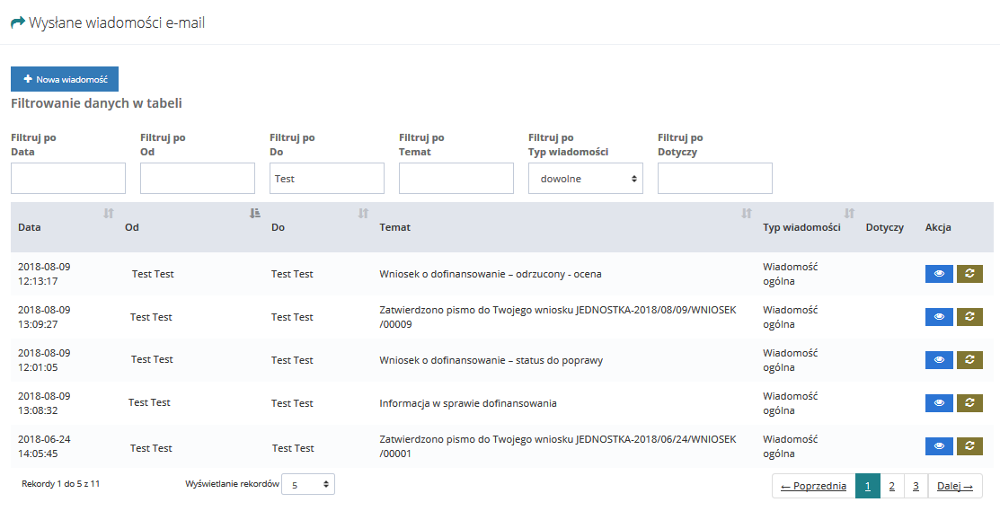 Wysłane wiadomości e-mail
Nowa wiadomość
Filtrowanie danych w tabeli
Filtruj po Data
Filtruj po Od
Filtruj po Do
Filtruj po Temat
Filtruj po Typ wiadomości
Filtruj po Dotyczy
Test
dowolne
Data Od Do Temat Typ wiadomości Dotyczy Akcja
2018-08-09 12:13:17 Test Test Test Test Wniosek o dofinansowanie – odrzucony - ocena Wiadomość ogólna
2018-08-09 13:09:27 Test Test Test Test Zatwierdzono pismo do Twojego wniosku JEDNOSTKA-2018/08/09/WNIOSEK /00009 Wiadomość ogólna
2018-08-09 12:01:05 Test Test Test Test Wniosek o dofinansowanie – status do poprawy Wiadomość ogólna
2018-08-09 13:08:32 Test Test Test Test Informacja w sprawie dofinansowania Wiadomość ogólna
2018-06-24 14:05:45 Test Test Test Test Zatwierdzono pismo do Twojego wniosku JEDNOSTKA-2018/06/24/WNIOSEK /00001 Wiadomość ogólna
Rekordy 1 do 5 z 11 Wyświetlanie rekordów 5 ← Poprzednia 1 2 3 Dalej →